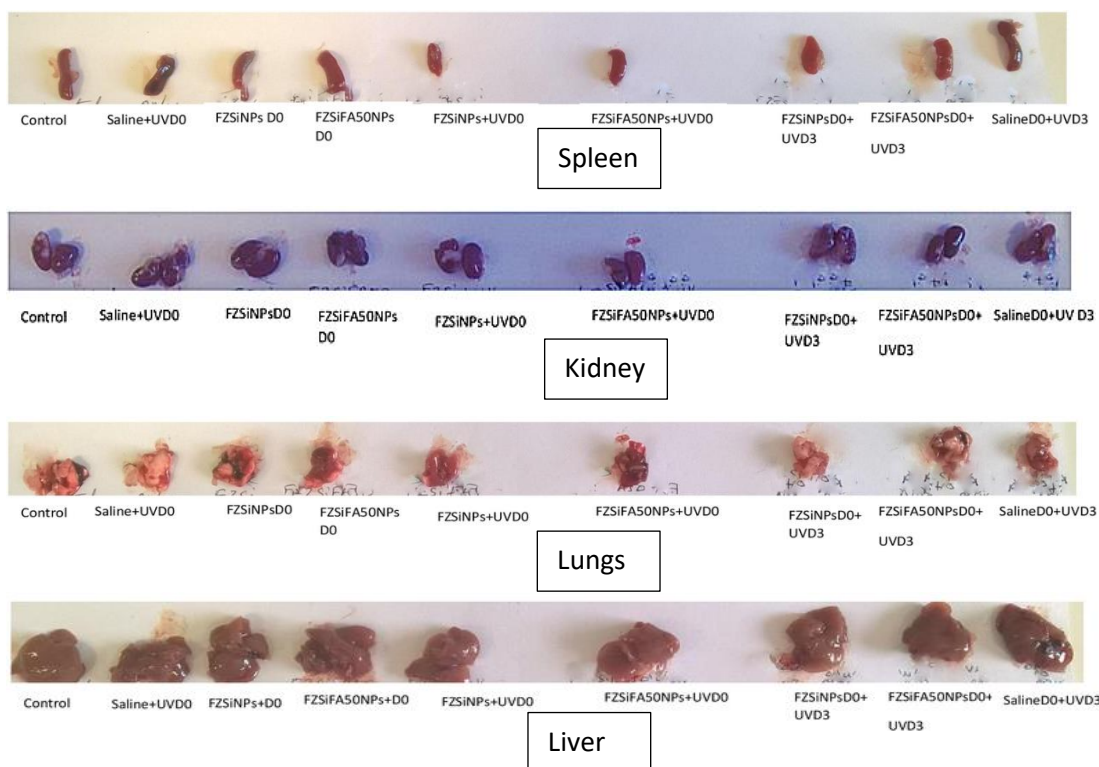 Control Saline+UVD0 FZSiNPs D0 FZSiFA50NPs FZSiNPs+UVD0 FZSiFA50NPs+UVD0 FZSiNPsD0+ FZSiFA50NPsD0+ SalineD0+UVD3
D0 UVD3 UVD3
Spleen
Control Saline+UVD0 FZSiNPsD0 FZSiFA50NPs FZSiNPs+UVD0 FZSiFA50NPs+UVD0 FZSiNPsD0+ FZSiFA50NPsD0+ SalineD0+UV D3
D0 UVD3 UVD3
Kidney
Control Saline+UVD0 FZSiNPsD0 FZSiFA50NPs FZSiNPs+UVD0 FZSiFA50NPs+UVD0 FZSiNPsD0+ FZSiFA50NPsD0+ SalineD0+UVD3
D0 UVD3 UVD3
Lungs
Control Saline+UVD0 FZSiNPs+D0 FZSiFA50NPs+D0 FZSiNPs+UVD0 FZSiFA50NPs+UVD0 FZSiNPsD0+ FZSiFA50NPsD0+ SalineD0+UVD3
UVD3 UVD3
Liver